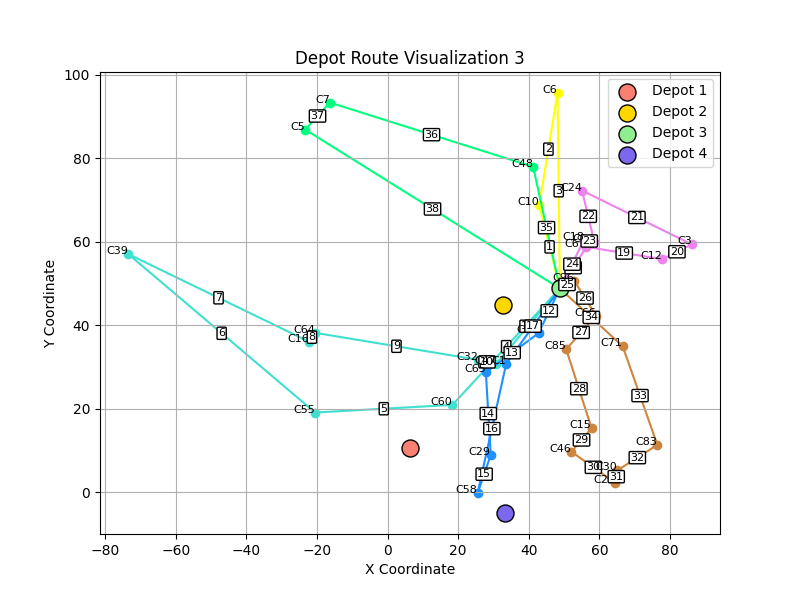 Depot Route Visualization 3
Y Coordinate
X Coordinate
100
80
60
40
20
0
−80
−60
−40
−20
0
20
40
60
80
Depot 1
Depot 2
Depot 3
Depot 4
C6
C7
37
C5
36
2
C48
C24
3
C10
38
22
21
35
C3
23
1
20
19
C12
C39
24
25
7
26
12
34
17
6
C64
8
27
C71
9
C85
13
C32
28
33
C60
5
C55
14
16
C15
29
C83
C46
C29
32
30
C30
15
31
C58